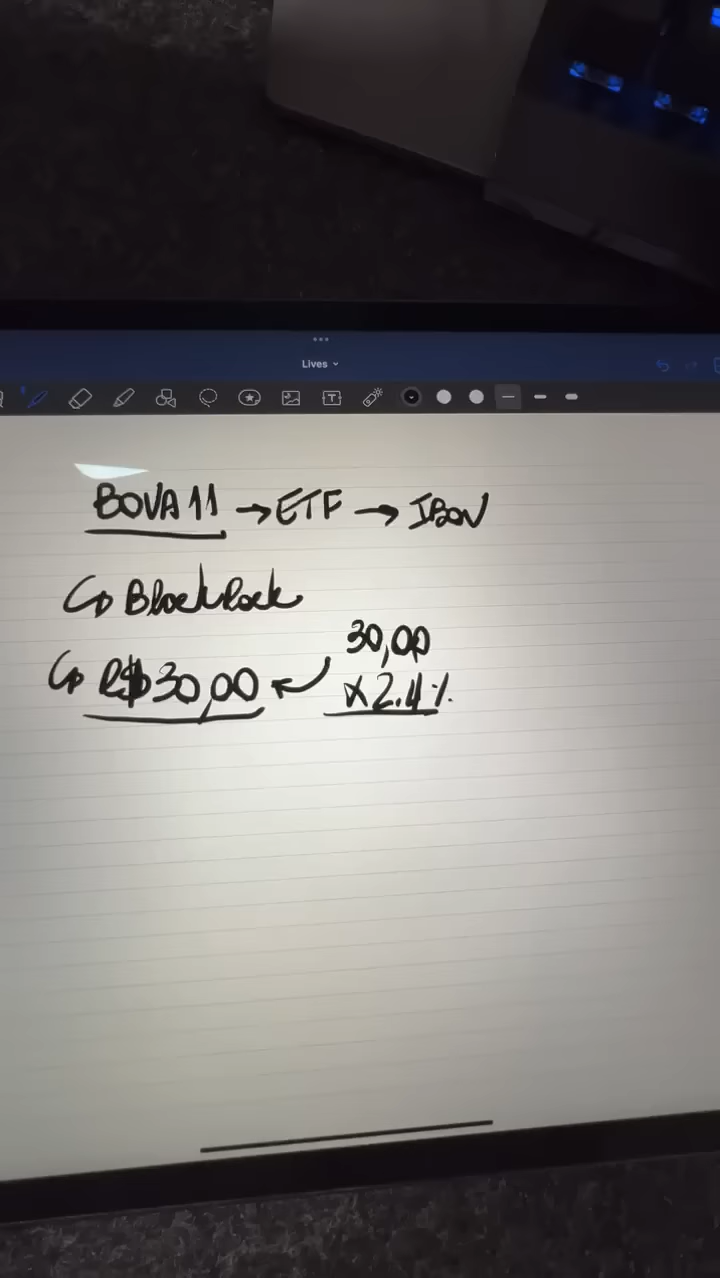 Lives
BOVA11 → ETF → IBOV
↳ BlackRock
30,00
↳ R$30,00 ←
x2.4%